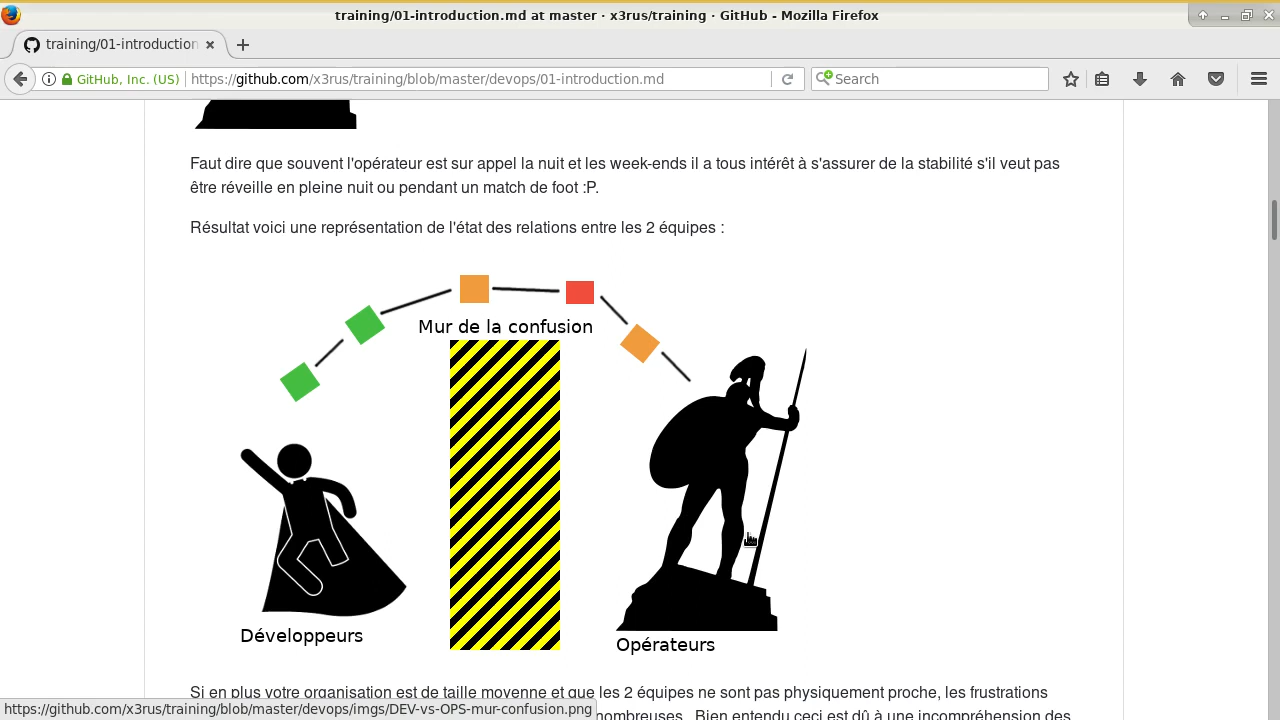 training/01-introduction.md at master · x3rus/training · GitHub - Mozilla Firefox
training/01-introduction
GitHub, Inc. (US)
https://github.com/x3rus/training/blob/master/devops/01-introduction.md
Search
Faut dire que souvent l'opérateur est sur appel la nuit et les week-ends il a tous intérêt à s'assurer de la stabilité s'il veut pas
être réveille en pleine nuit ou pendant un match de foot :P.
Résultat voici une représentation de l'état des relations entre les 2 équipes :
Mur de la confusion
Développeurs
Opérateurs
Si en plus votre organisation est de taille moyenne et que les 2 équipes ne sont pas physiquement proche, les frustrations
https://github.com/x3rus/training/blob/master/devops/imgs/DEV-vs-OPS-mur-confusion.png
nombreuses. Bien entendu ceci est dû à une incompréhension des